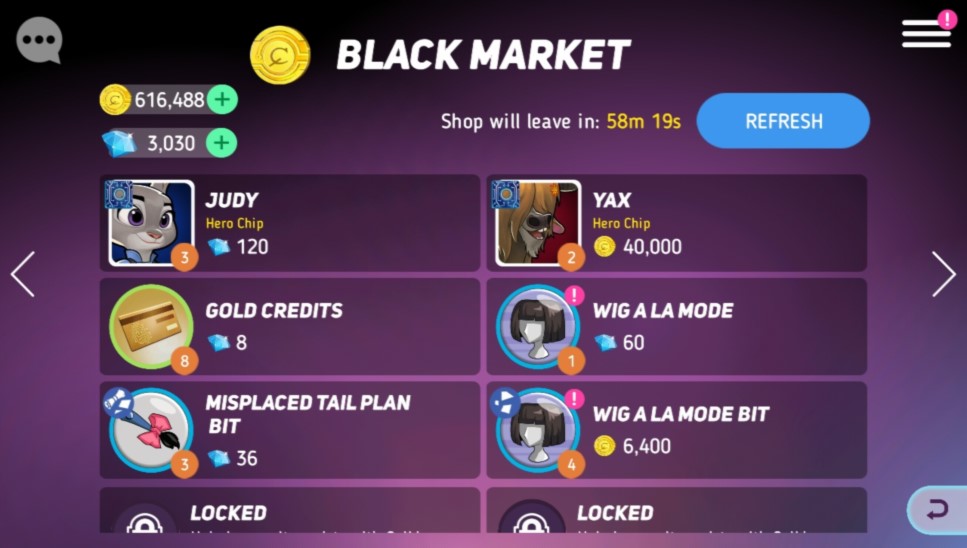 BLACK MARKET
!
616,488 +
Shop will leave in: 58m 19s
REFRESH
3,030 +
JUDY
Hero Chip
120
3
YAX
Hero Chip
40,000
2
GOLD CREDITS
8
8
WIG A LA MODE
60
!
1
MISPLACED TAIL PLAN
BIT
36
3
WIG A LA MODE BIT
6,400
!
4
LOCKED
LOCKED